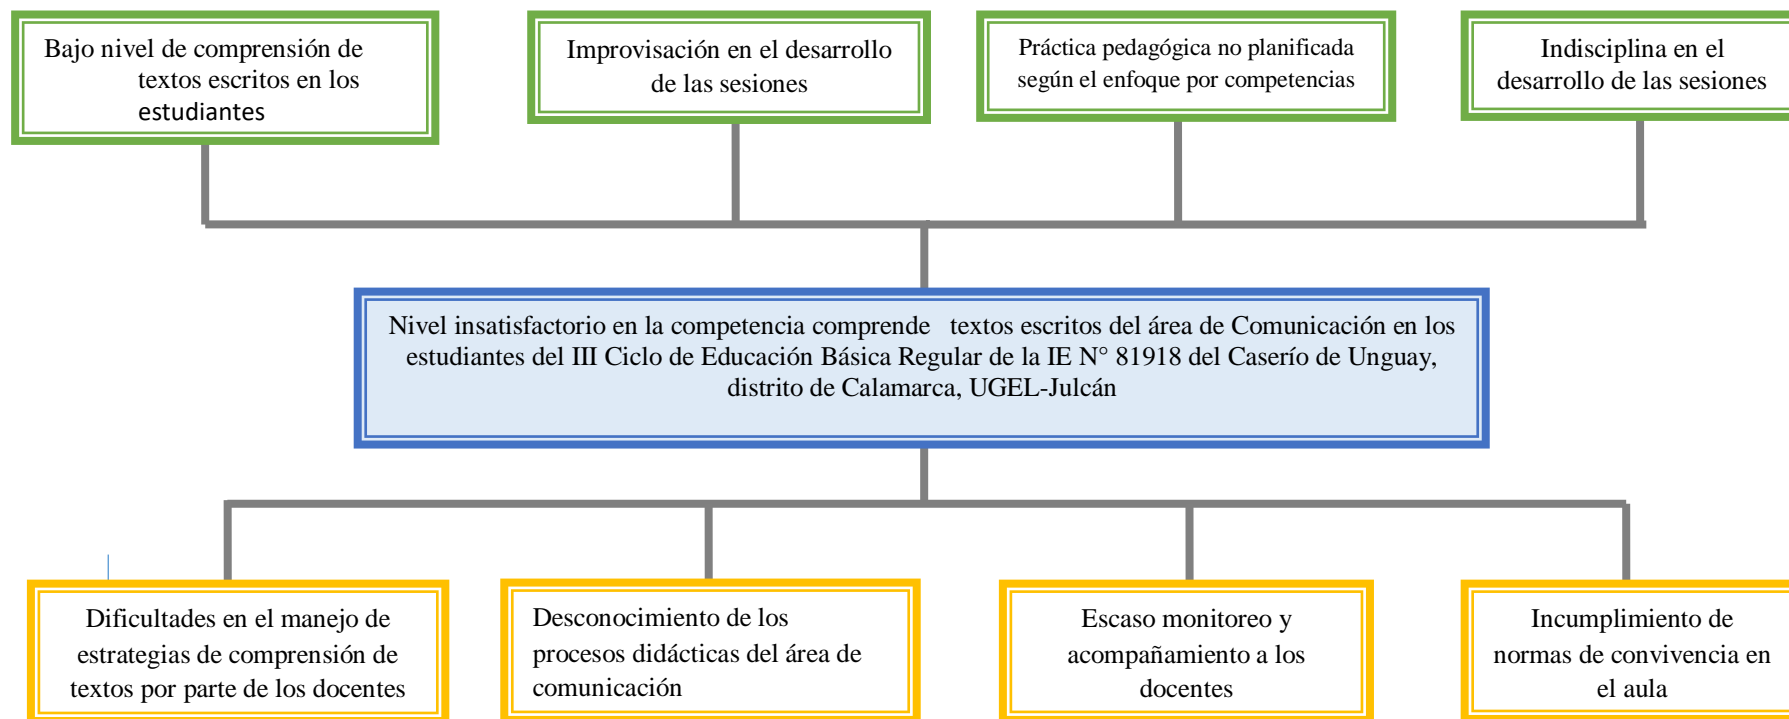 Bajo nivel de comprensión de
textos escritos en los
estudiantes
Improvisación en el desarrollo
de las sesiones
Práctica pedagógica no planificada
según el enfoque por competencias
Indisciplina en el
desarrollo de las sesiones
Nivel insatisfactorio en la competencia comprende textos escritos del área de Comunicación en los
estudiantes del III Ciclo de Educación Básica Regular de la IE N° 81918 del Caserío de Unguay,
distrito de Calamarca, UGEL-Julcán
Dificultades en el manejo de
estrategias de comprensión de
textos por parte de los docentes
Desconocimiento de los
procesos didácticas del área de
comunicación
Escaso monitoreo y
acompañamiento a los
docentes
Incumplimiento de
normas de convivencia en
el aula